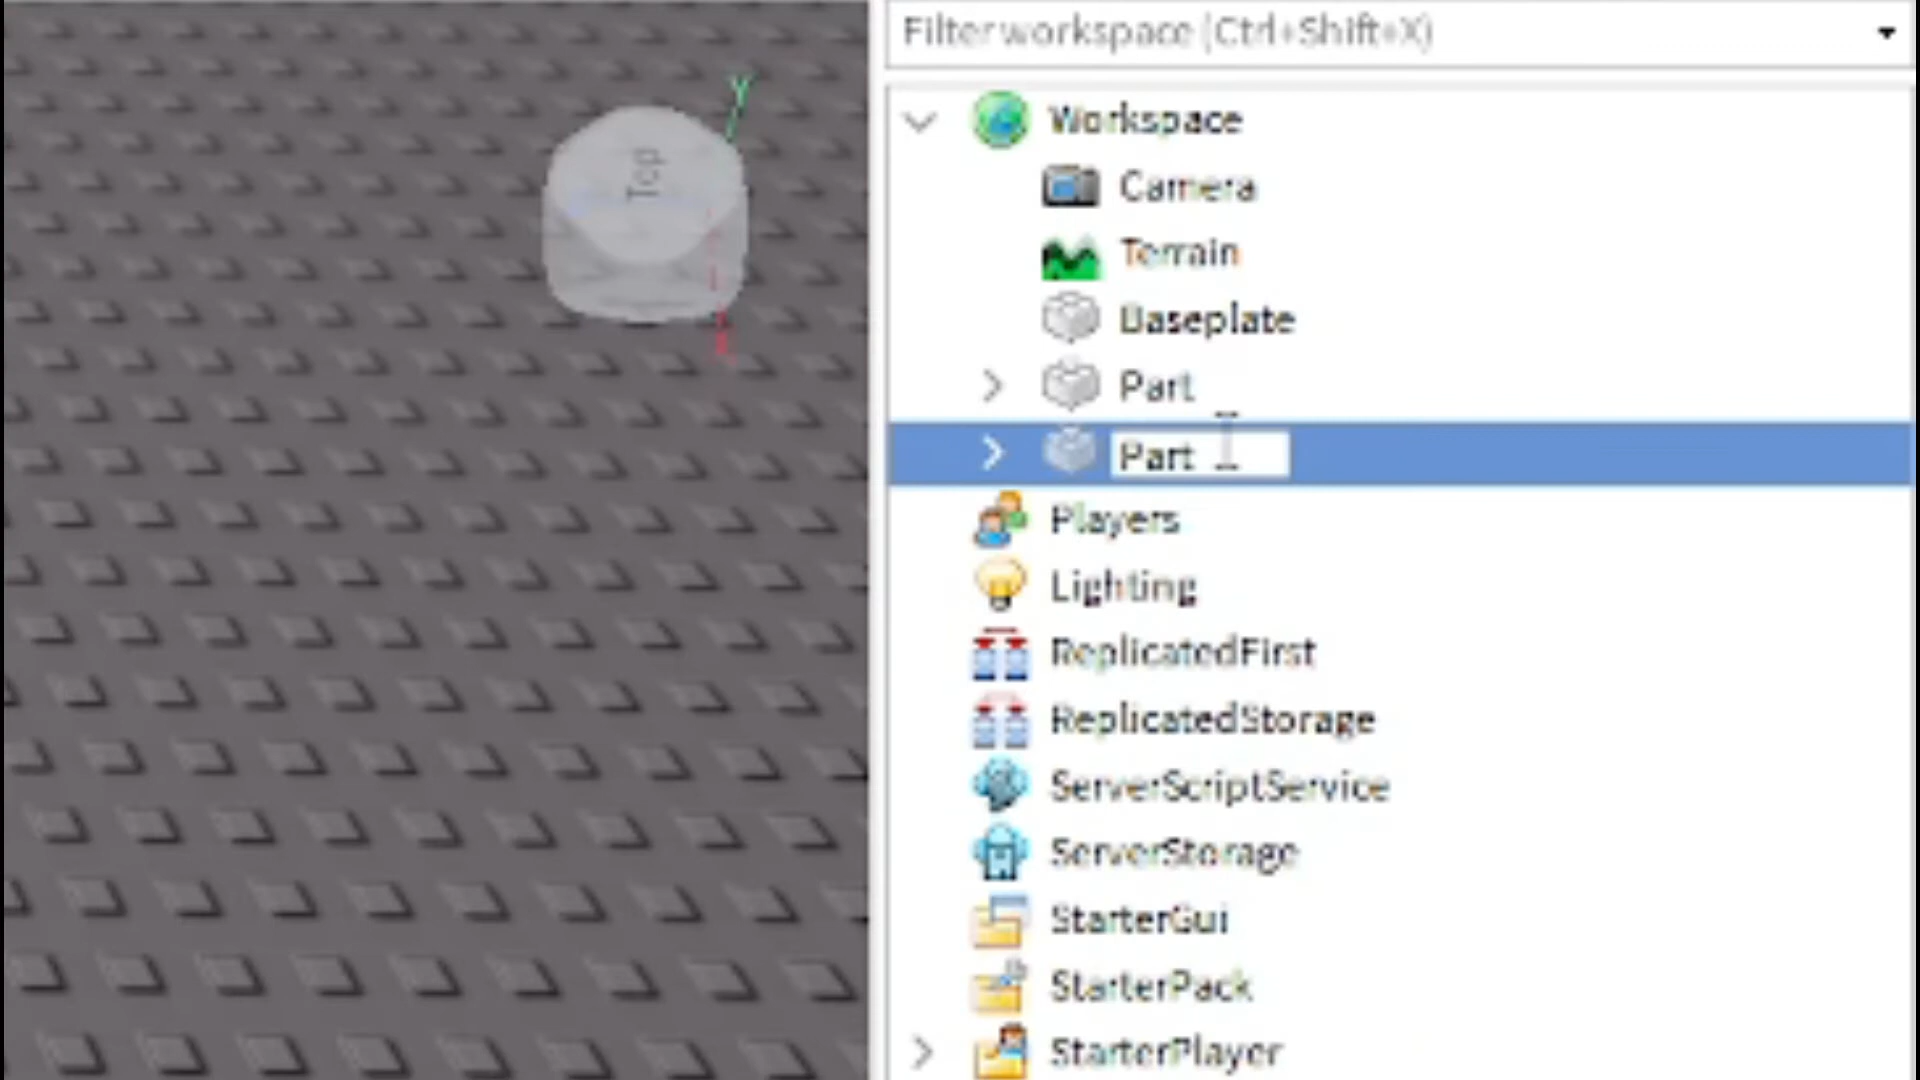 Filter workspace (Ctrl+Shift+X)
Y
Top
Workspace
Camera
Terrain
Baseplate
Part
Part
Players
Lighting
ReplicatedFirst
ReplicatedStorage
ServerScriptService
ServerStorage
StarterGui
StarterPack
StarterPlayer